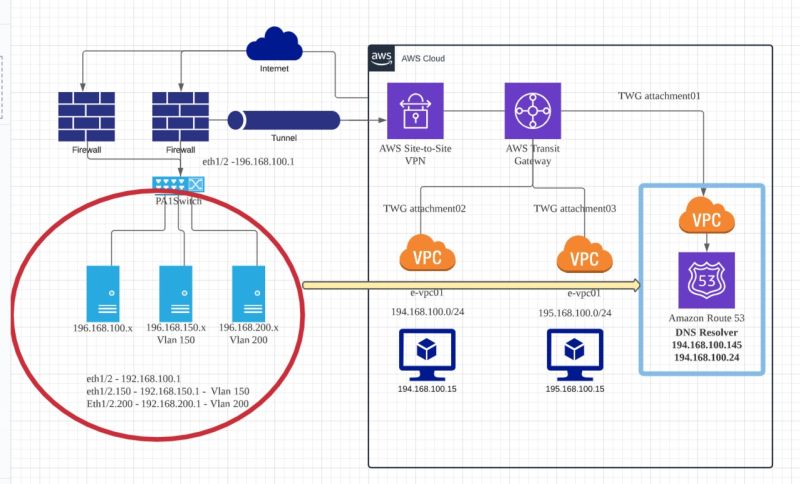 Internet
aws
AWS Cloud
Firewall
Firewall
Tunnel
eth1/2 -196.168.100.1
AWS Site-to-Site
VPN
AWS Transit
Gateway
TWG attachment01
PA1Switch
TWG attachment02
TWG attachment03
VPC
VPC
VPC
e-vpc01
e-vpc01
194.168.100.0/24
195.168.100.0/24
53
Amazon Route 53
DNS Resolver
194.168.100.145
194.168.100.24
196.168.100.x
196.168.150.x
Vlan 150
196.168.200.x
Vlan 200
194.168.100.15
195.168.100.15
eth1/2 - 192.168.100.1
eth1/2.150 - 192.168.150.1 - Vlan 150
Eth1/2.200 - 192.168.200.1 - Vlan 200